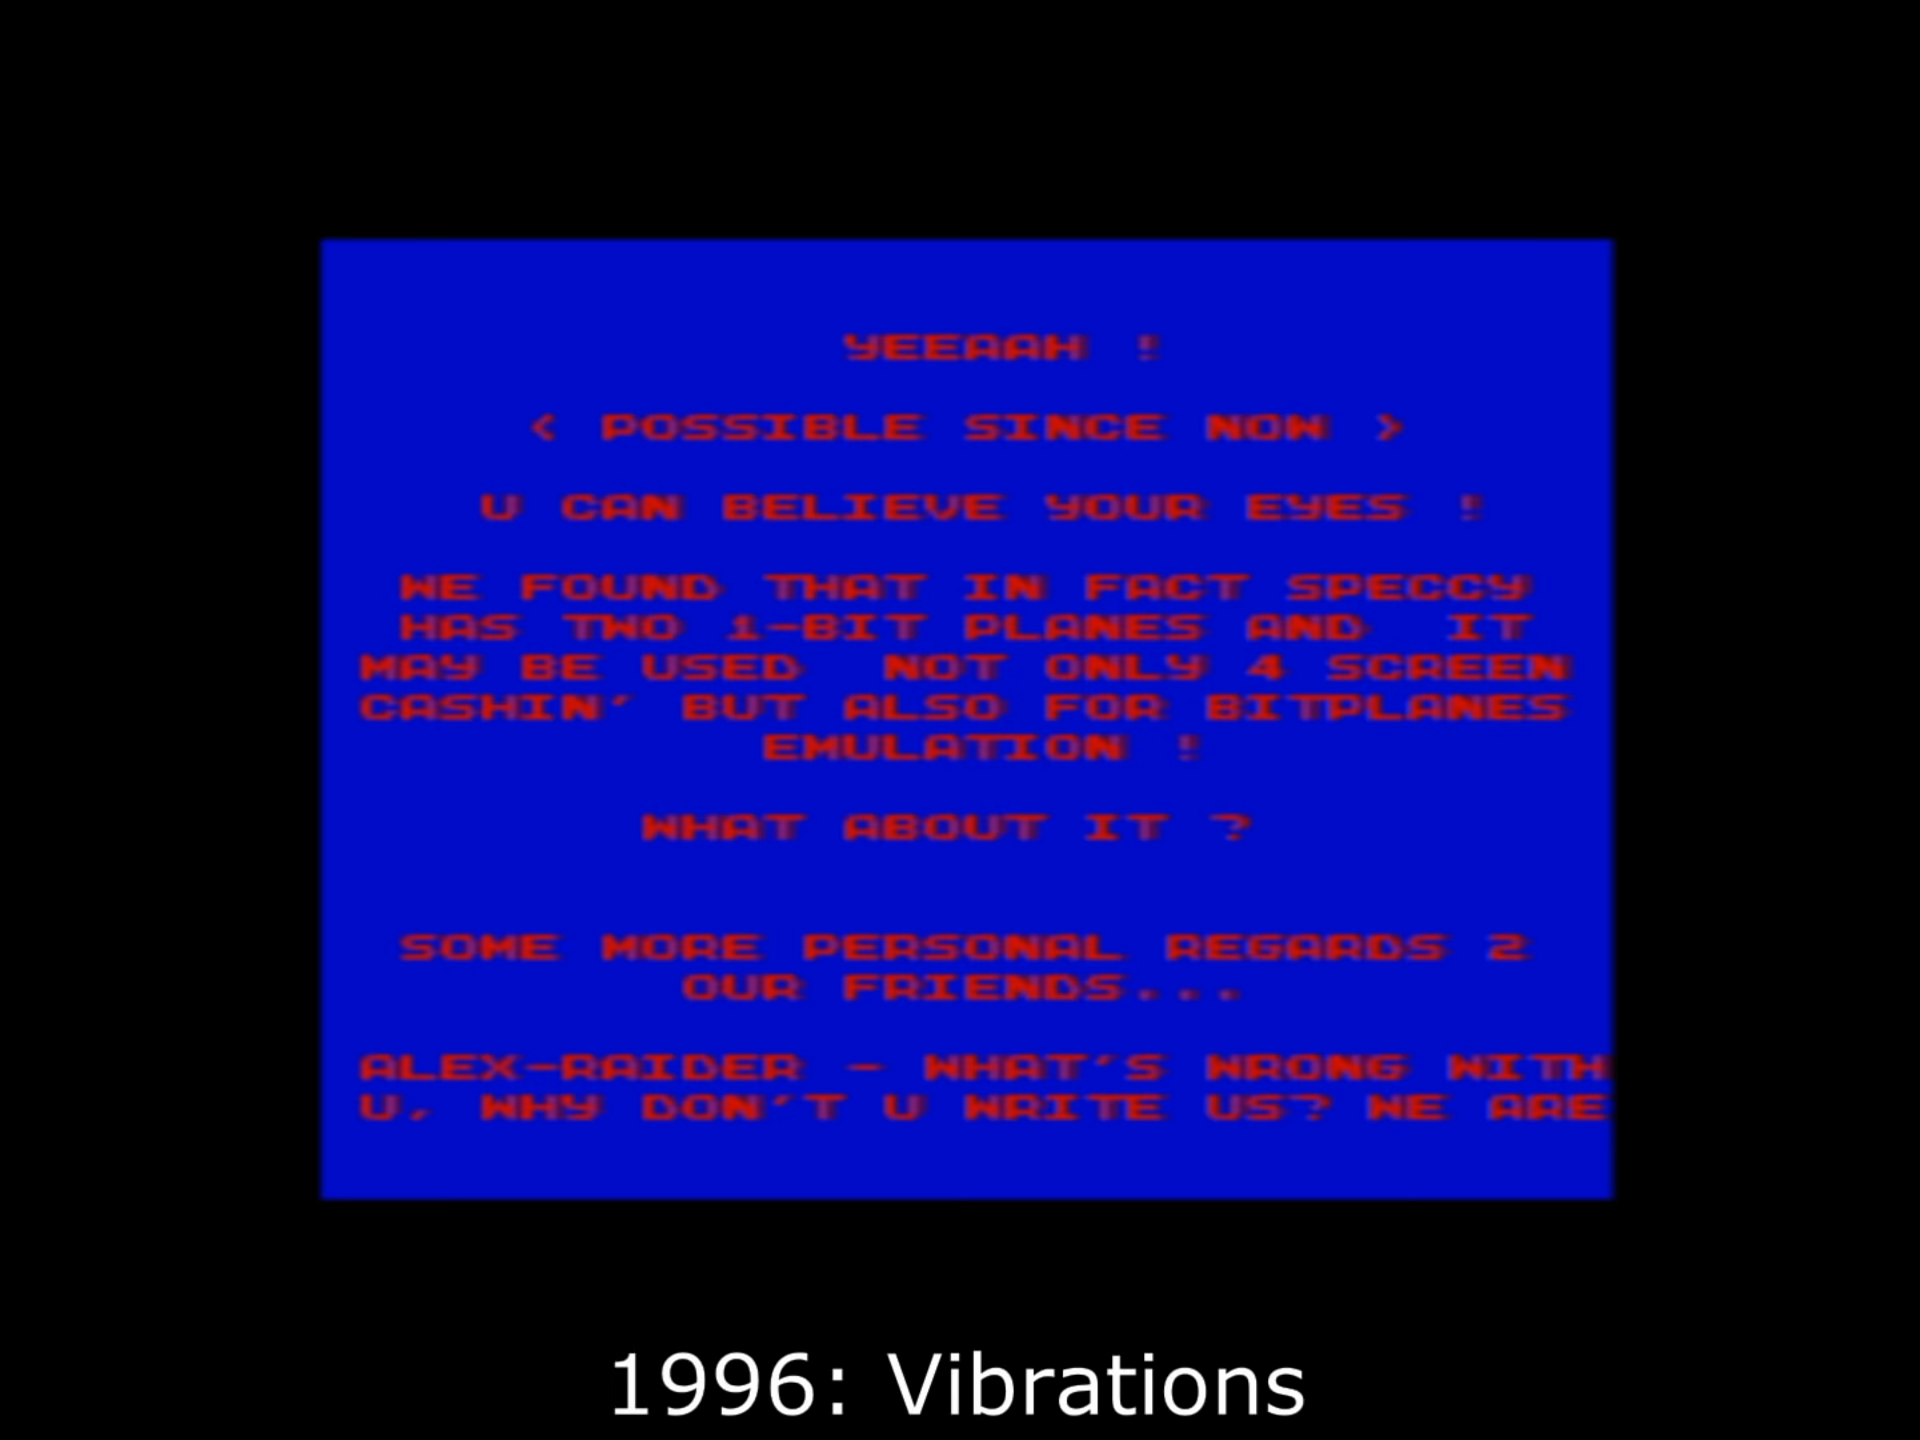 YEEAAH !
< POSSIBLE SINCE NOW >
U CAN BELIEVE YOUR EYES !
WE FOUND THAT IN FACT SPECCY
HAS TWO 1-BIT PLANES AND IT
MAY BE USED NOT ONLY 4 SCREEN
CASHIN' BUT ALSO FOR BITPLANES
EMULATION !
WHAT ABOUT IT ?
SOME MORE PERSONAL REGARDS 2
OUR FRIENDS...
ALEX-RAIDER - WHAT'S WRONG WITH
U, WHY DON'T U WRITE US? WE ARE
1996: Vibrations